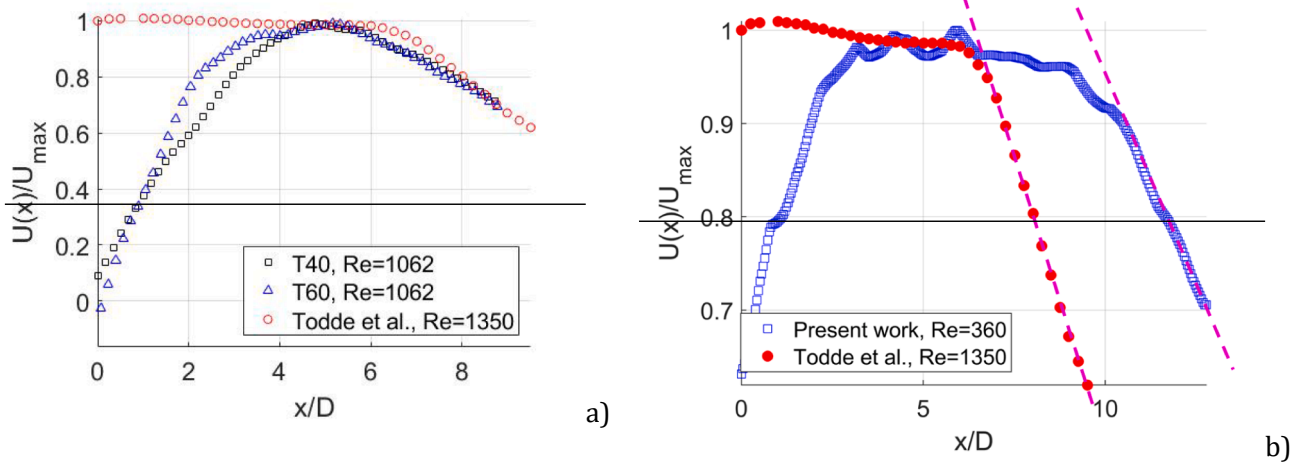 1
0.8
0.6
0.4
0.2
0
U(x)/U_max
T40, Re=1062
T60, Re=1062
Todde et al., Re=1350
0 2 4 6 8
x/D
a)
1
0.9
0.8
0.7
U(x)/U_max
Present work, Re=360
Todde et al., Re=1350
0 5 10
x/D
b)